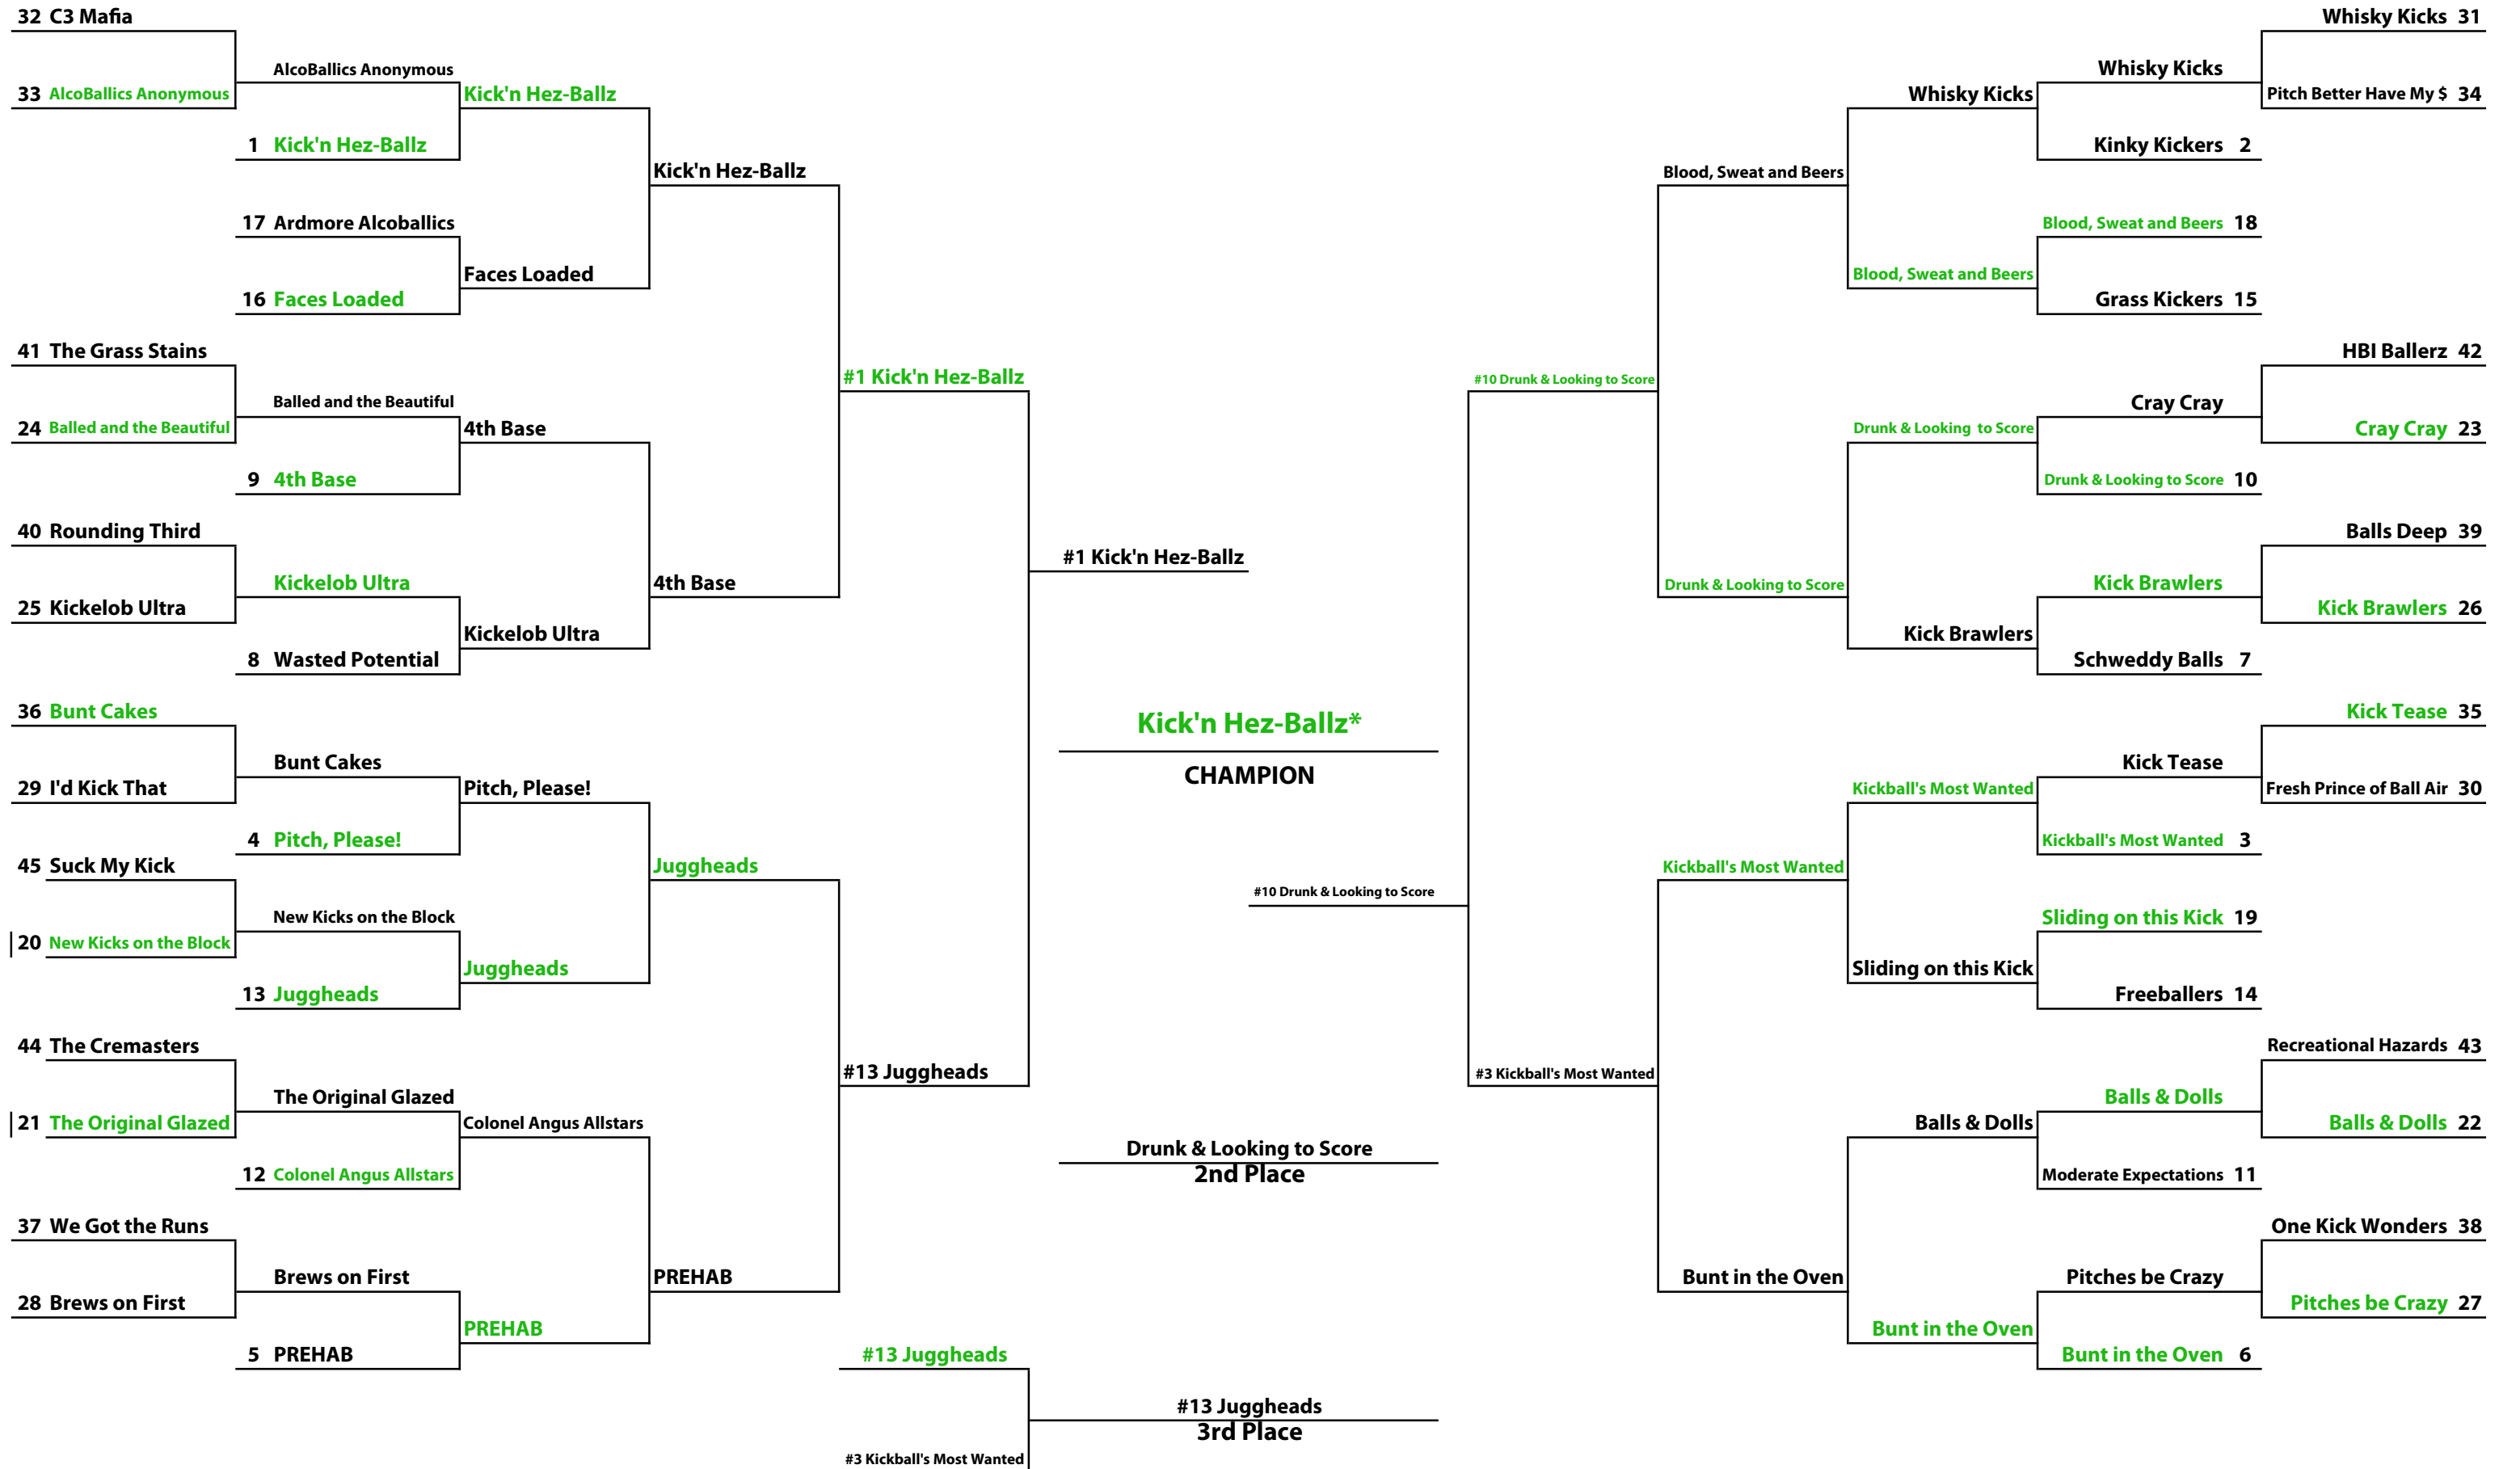 32 C3 Mafia
33 AlcoBallics Anonymous
AlcoBallics Anonymous
1 Kick'n Hez-Ballz
Kick'n Hez-Ballz
17 Ardmore Alcoballics
16 Faces Loaded
Faces Loaded
Kick'n Hez-Ballz
41 The Grass Stains
24 Balled and the Beautiful
Balled and the Beautiful
9 4th Base
4th Base
40 Rounding Third
25 Kickelob Ultra
Kickelob Ultra
8 Wasted Potential
Kickelob Ultra
4th Base
#1 Kick'n Hez-Ballz
36 Bunt Cakes
29 I'd Kick That
Bunt Cakes
4 Pitch, Please!
Pitch, Please!
45 Suck My Kick
20 New Kicks on the Block
New Kicks on the Block
13 Juggheads
Juggheads
Juggheads
44 The Cremasters
21 The Original Glazed
The Original Glazed
12 Colonel Angus Allstars
Colonel Angus Allstars
37 We Got the Runs
28 Brews on First
Brews on First
5 PREHAB
PREHAB
PREHAB
#13 Juggheads
#1 Kick'n Hez-Ballz
Kick'n Hez-Ballz*
CHAMPION
#10 Drunk & Looking to Score
Drunk & Looking to Score
2nd Place
#13 Juggheads
#3 Kickball's Most Wanted
#13 Juggheads
3rd Place
Whisky Kicks 31
Pitch Better Have My $ 34
Whisky Kicks
Kinky Kickers 2
Whisky Kicks
Blood, Sweat and Beers 18
Grass Kickers 15
Blood, Sweat and Beers
Blood, Sweat and Beers
HBI Ballerz 42
Cray Cray 23
Cray Cray
Drunk & Looking to Score 10
Drunk & Looking to Score
Balls Deep 39
Kick Brawlers 26
Kick Brawlers
Schweddy Balls 7
Kick Brawlers
Drunk & Looking to Score
#10 Drunk & Looking to Score
Kick Tease 35
Fresh Prince of Ball Air 30
Kick Tease
Kickball's Most Wanted 3
Kickball's Most Wanted
Sliding on this Kick 19
Freeballers 14
Sliding on this Kick
Kickball's Most Wanted
Recreational Hazards 43
Balls & Dolls 22
Balls & Dolls
Moderate Expectations 11
Balls & Dolls
One Kick Wonders 38
Pitches be Crazy 27
Pitches be Crazy
Bunt in the Oven 6
Bunt in the Oven
Bunt in the Oven
#3 Kickball's Most Wanted